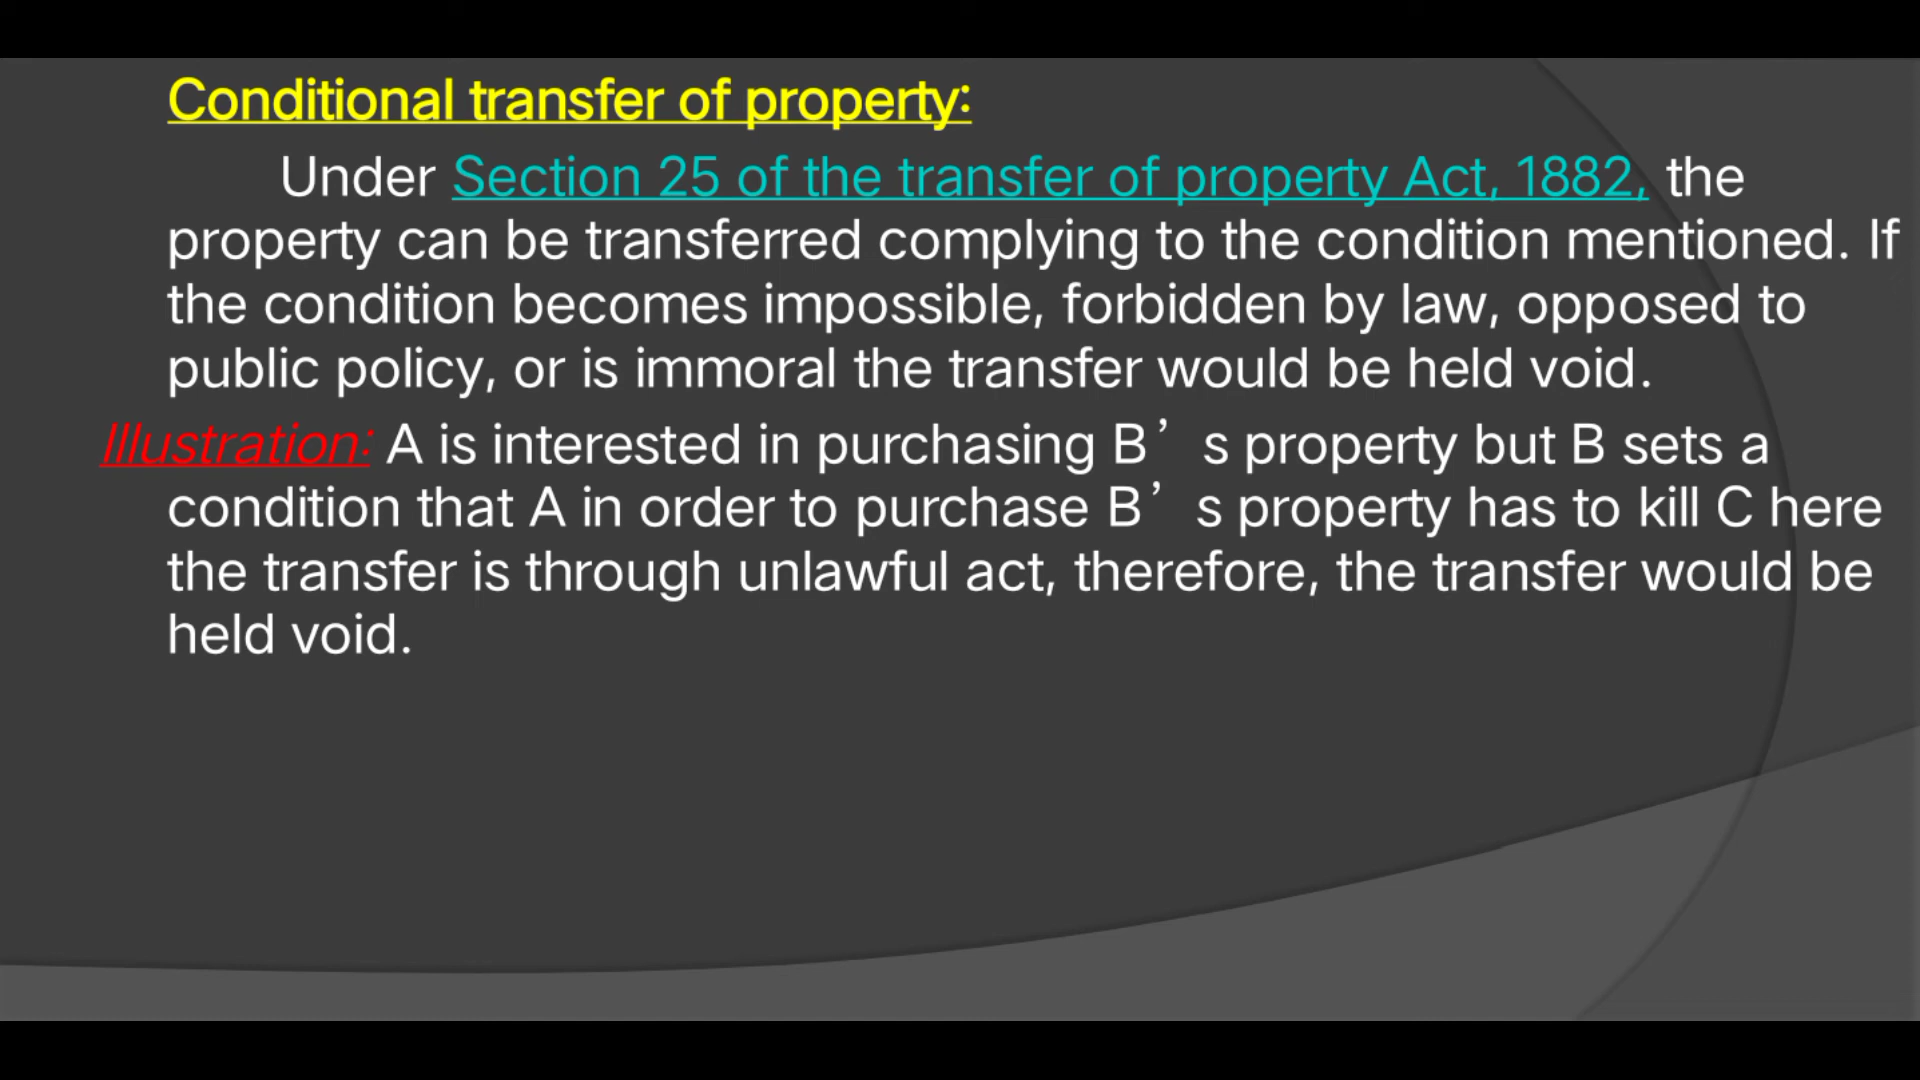 Conditional transfer of property:
Under Section 25 of the transfer of property Act, 1882, the
property can be transferred complying to the condition mentioned. If
the condition becomes impossible, forbidden by law, opposed to
public policy, or is immoral the transfer would be held void.
Illustration: A is interested in purchasing B’s property but B sets a
condition that A in order to purchase B’s property has to kill C here
the transfer is through unlawful act, therefore, the transfer would be
held void.